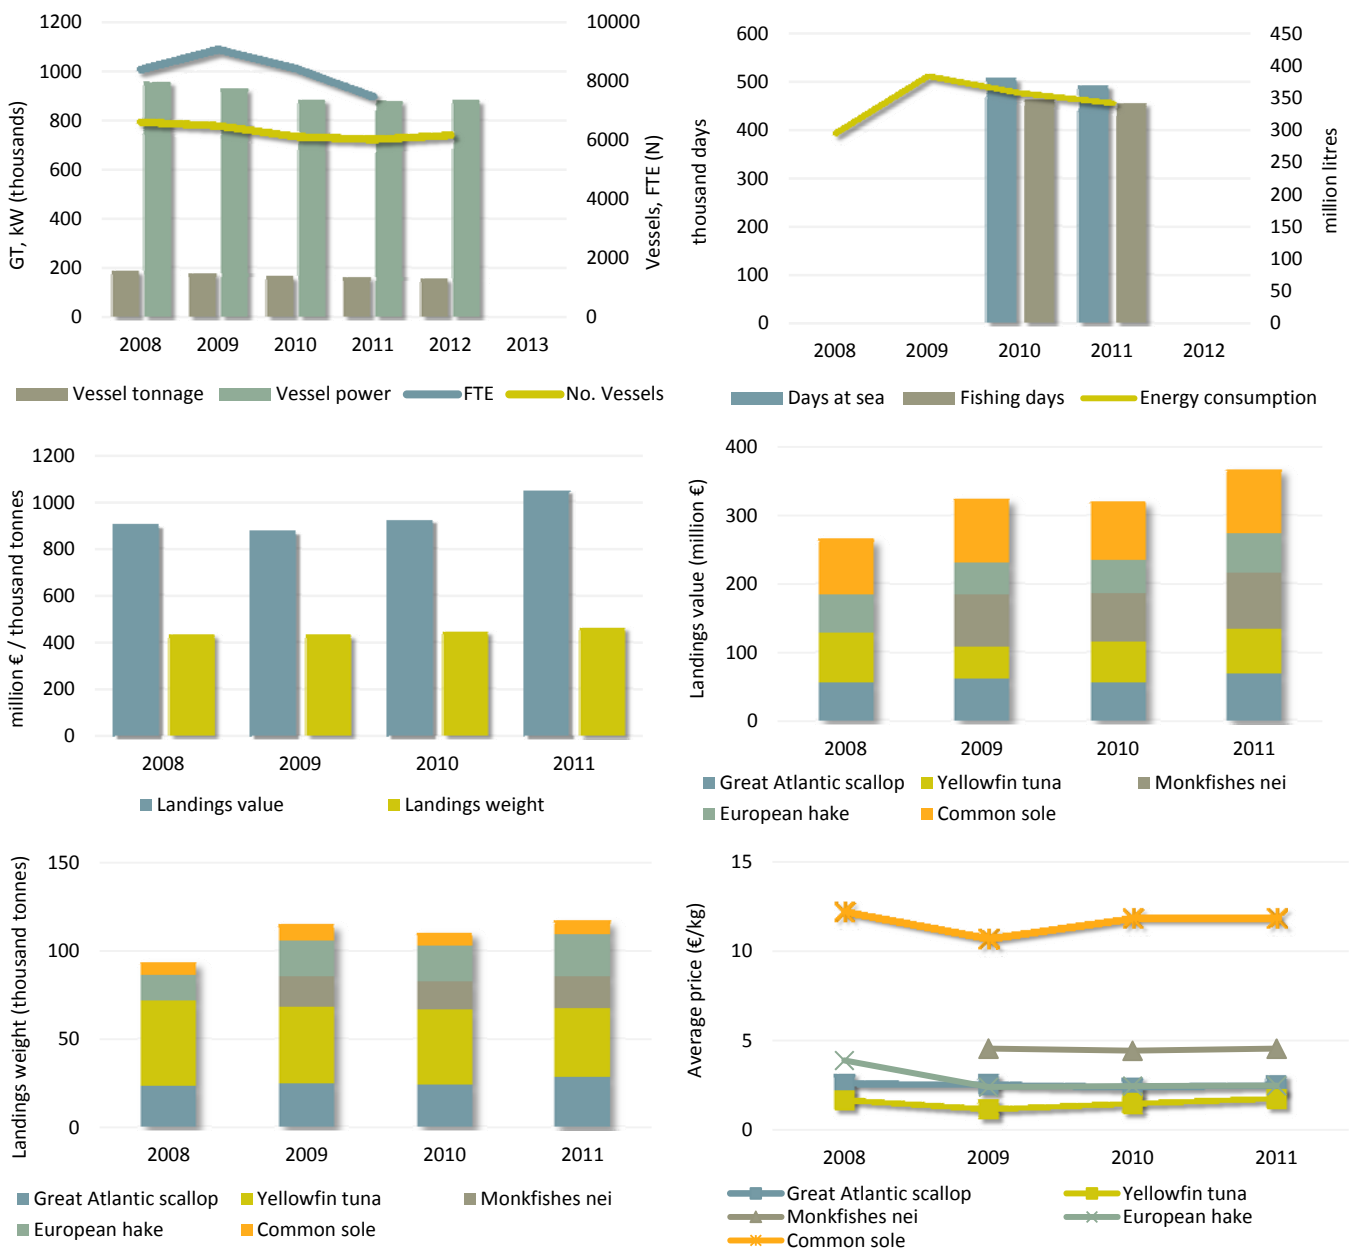 GT, kW (thousands)
1200
1000
800
600
400
200
0
10000
8000
6000
4000
2000
0
Vessels, FTE (N)
2008 2009 2010 2011 2012 2013
Vessel tonnage Vessel power FTE No. Vessels
thousand days
600
500
400
300
200
100
0
450
400
350
300
250
200
150
100
50
0
million litres
2008 2009 2010 2011 2012
Days at sea Fishing days Energy consumption
million € / thousand tonnes
1200
1000
800
600
400
200
0
2008 2009 2010 2011
Landings value Landings weight
Landings value (million €)
400
300
200
100
0
2008 2009 2010 2011
Great Atlantic scallop Yellowfin tuna Monkfishes nei
European hake Common sole
Landings weight (thousand tonnes)
150
100
50
0
2008 2009 2010 2011
Great Atlantic scallop Yellowfin tuna Monkfishes nei
European hake Common sole
Average price (€/kg)
15
10
5
0
2008 2009 2010 2011
Great Atlantic scallop Yellowfin tuna
Monkfishes nei European hake
Common sole